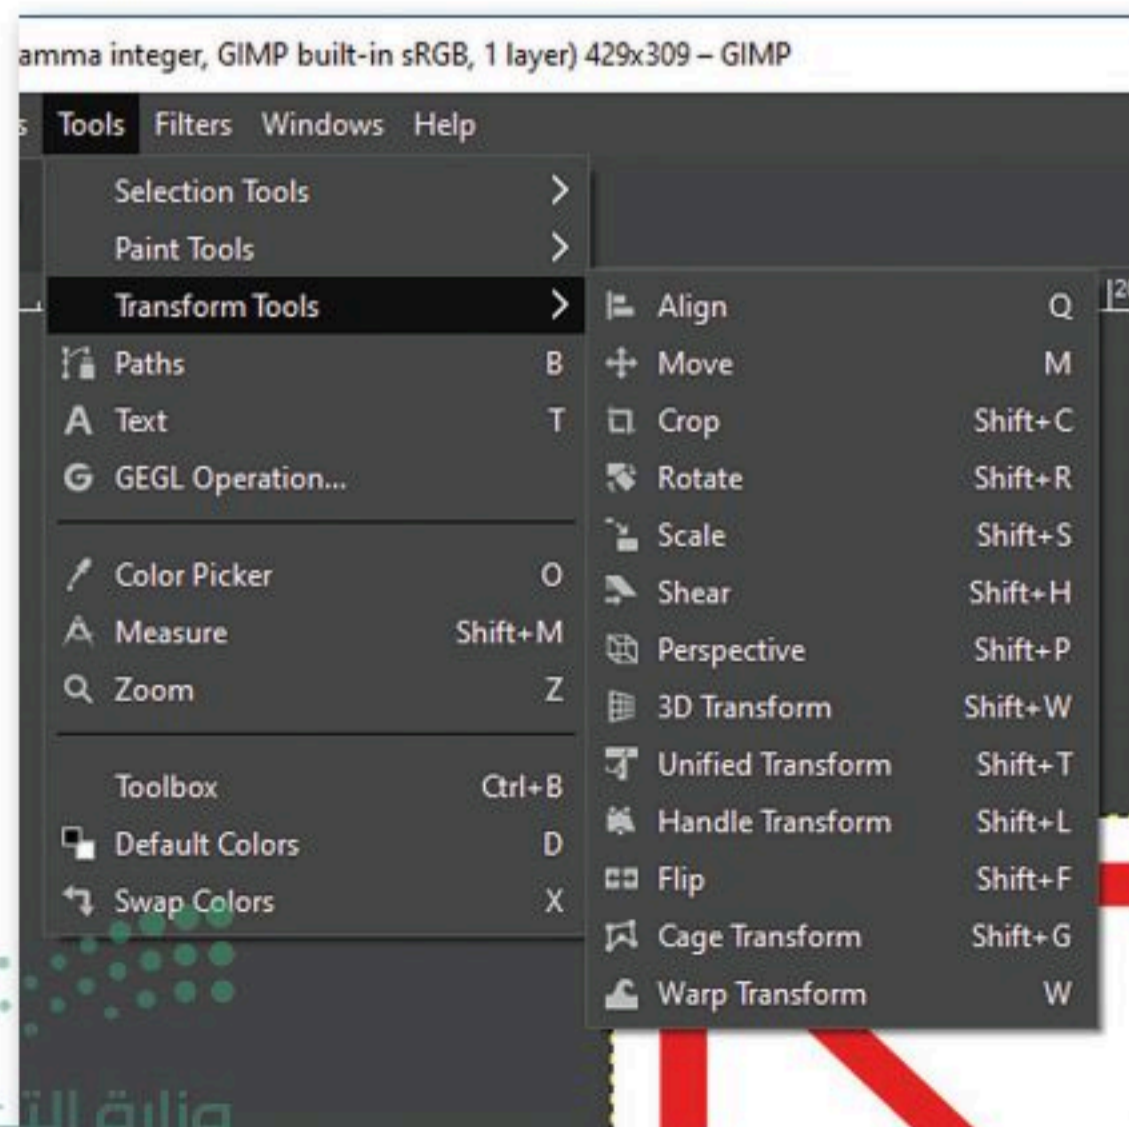 amma integer, GIMP built-in sRGB, 1 layer) 429x309 – GIMP
s Tools Filters Windows Help
Selection Tools
Paint Tools
Transform Tools
Paths B
Text T
GEGL Operation...
Color Picker O
Measure Shift+M
Zoom Z
Toolbox Ctrl+B
Default Colors D
Swap Colors X
Align Q
Move M
Crop Shift+C
Rotate Shift+R
Scale Shift+S
Shear Shift+H
Perspective Shift+P
3D Transform Shift+W
Unified Transform Shift+T
Handle Transform Shift+L
Flip Shift+F
Cage Transform Shift+G
Warp Transform W
وزارة